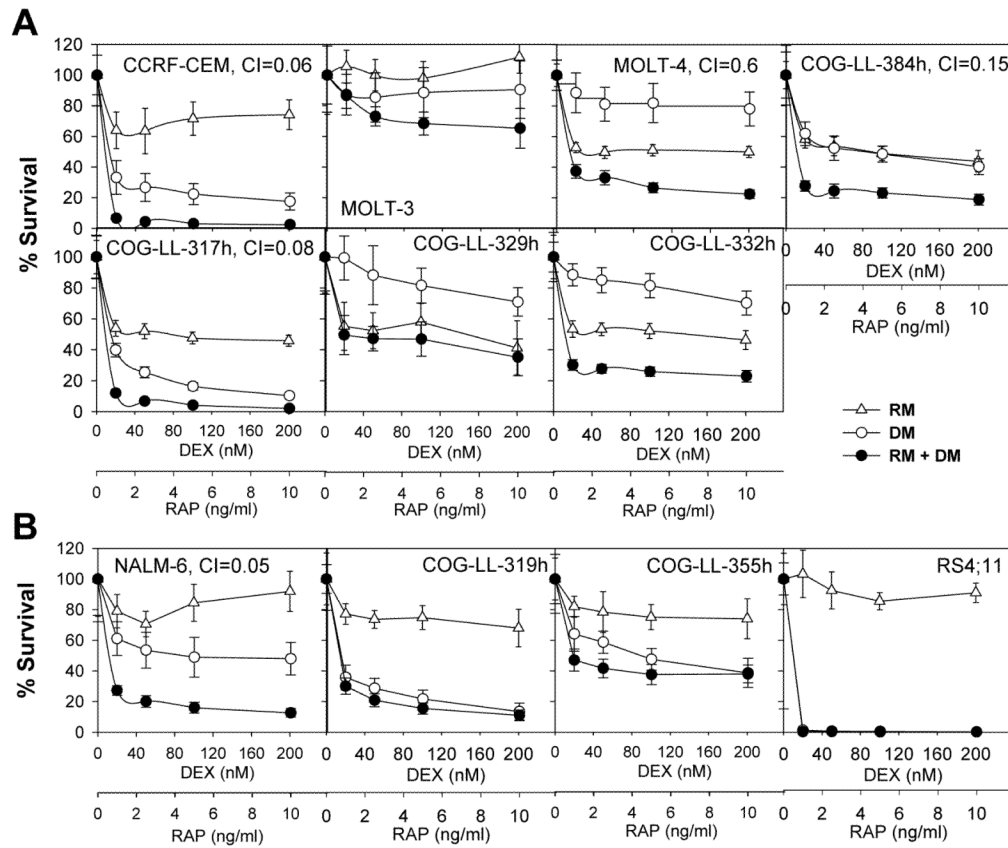 A
% Survival
120
100
80
60
40
20
0
CCRF-CEM, CI=0.06
MOLT-3
MOLT-4, CI=0.6
COG-LL-384h, CI=0.15
0 40 80 120 160 200
DEX (nM)
0 2 4 6 8 10
RAP (ng/ml)
100
80
60
40
20
0
COG-LL-317h, CI=0.08
COG-LL-329h
COG-LL-332h
0 40 80 120 160 200
DEX (nM)
0 2 4 6 8 10
RAP (ng/ml)
0 40 80 120 160 200
DEX (nM)
0 2 4 6 8 10
RAP (ng/ml)
0 40 80 120 160 200
DEX (nM)
0 2 4 6 8 10
RAP (ng/ml)
RM
DM
RM + DM
B
% Survival
120
100
80
60
40
20
0
NALM-6, CI=0.05
COG-LL-319h
COG-LL-355h
RS4;11
0 40 80 120 160 200
DEX (nM)
0 2 4 6 8 10
RAP (ng/ml)
0 40 80 120 160 200
DEX (nM)
0 2 4 6 8 10
RAP (ng/ml)
0 40 80 120 160 200
DEX (nM)
0 2 4 6 8 10
RAP (ng/ml)
0 40 80 120 160 200
DEX (nM)
0 2 4 6 8 10
RAP (ng/ml)